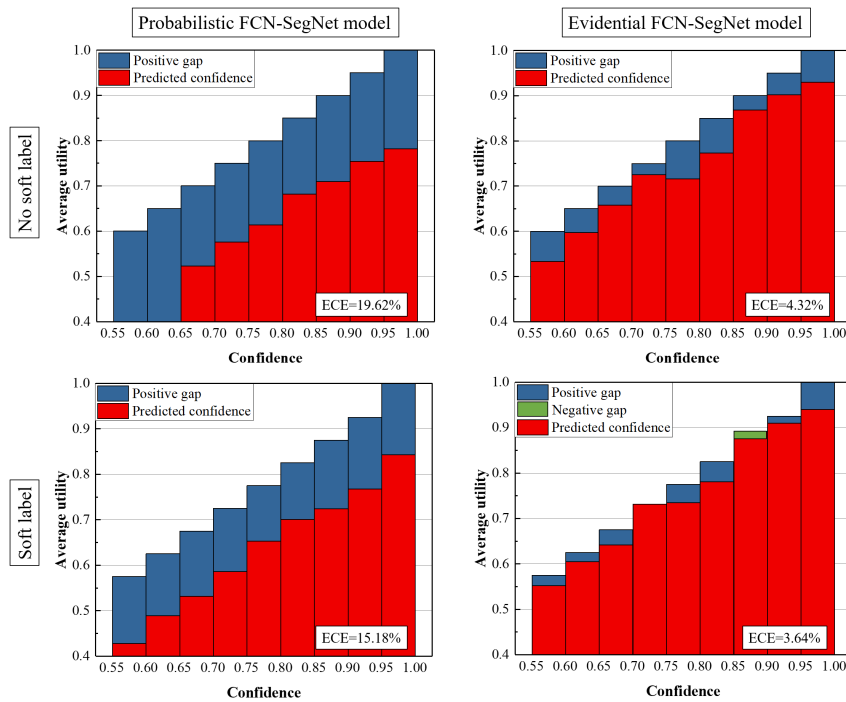 Probabilistic FCN-SegNet model
Evidential FCN-SegNet model
No soft label
Soft label
Average utility
1.0
0.9
0.8
0.7
0.6
0.5
0.4
Positive gap
Predicted confidence
ECE=19.62%
0.55 0.60 0.65 0.70 0.75 0.80 0.85 0.90 0.95 1.00
Confidence
Average utility
1.0
0.9
0.8
0.7
0.6
0.5
0.4
Positive gap
Predicted confidence
ECE=4.32%
0.55 0.60 0.65 0.70 0.75 0.80 0.85 0.90 0.95 1.00
Confidence
Average utility
1.0
0.9
0.8
0.7
0.6
0.5
0.4
Positive gap
Predicted confidence
ECE=15.18%
0.55 0.60 0.65 0.70 0.75 0.80 0.85 0.90 0.95 1.00
Confidence
Average utility
1.0
0.9
0.8
0.7
0.6
0.5
0.4
Positive gap
Negative gap
Predicted confidence
ECE=3.64%
0.55 0.60 0.65 0.70 0.75 0.80 0.85 0.90 0.95 1.00
Confidence